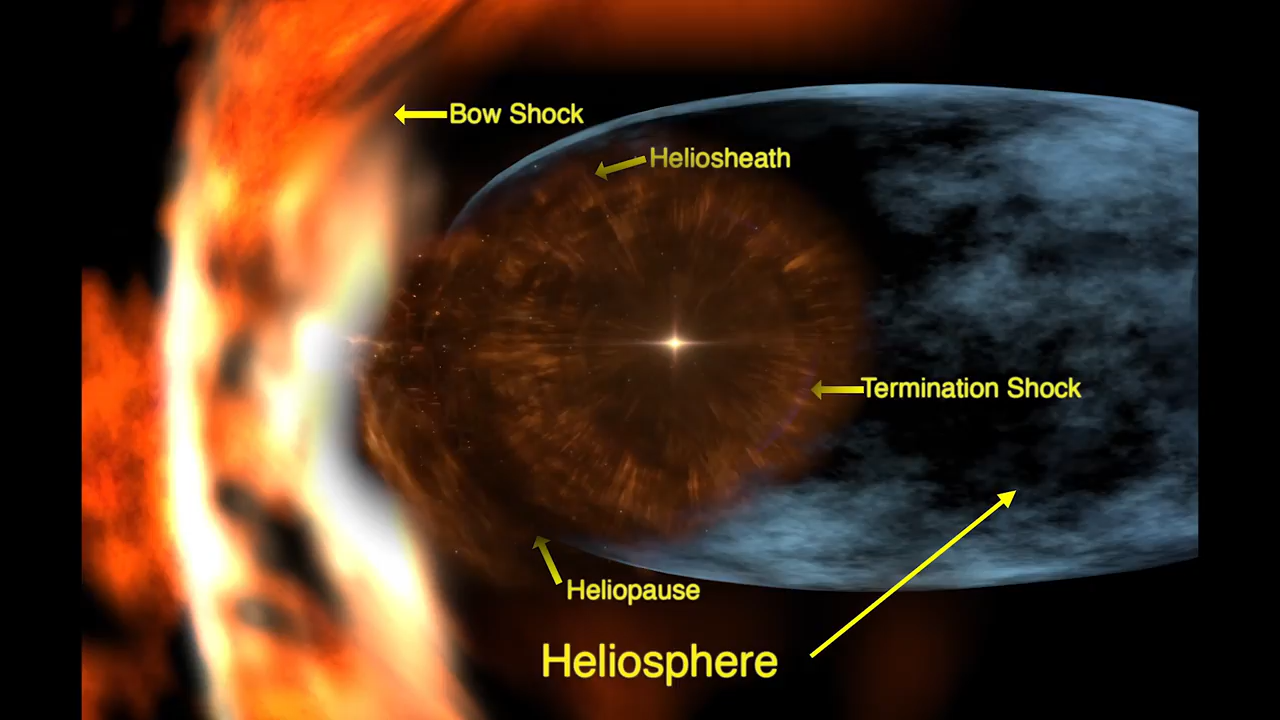 Bow Shock
Heliosheath
Termination Shock
Heliopause
Heliosphere